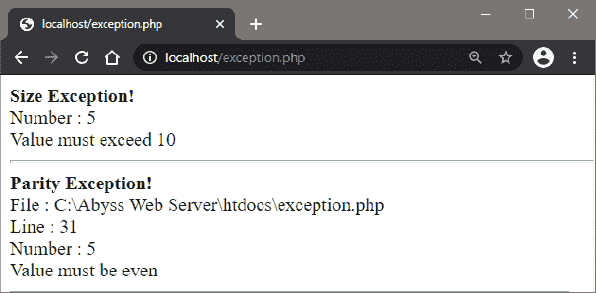 localhost/exception.php
localhost/exception.php
Size Exception!
Number : 5
Value must exceed 10
Parity Exception!
File : C:\Abyss Web Server\htdocs\exception.php
Line : 31
Number : 5
Value must be even